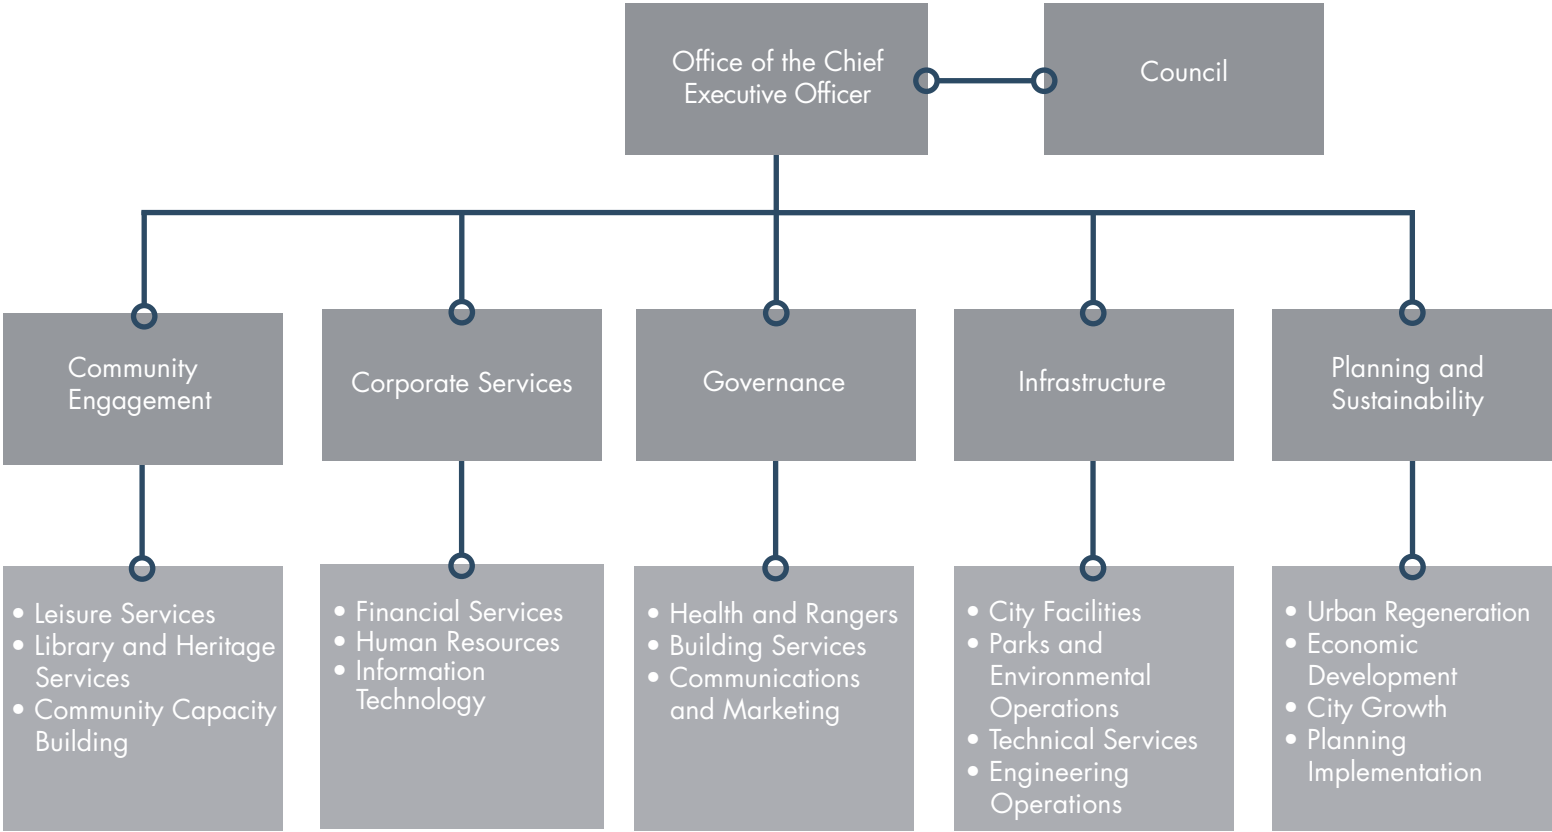 Office of the Chief
Executive Officer
Council
Community
Engagement
Corporate Services
Governance
Infrastructure
Planning and
Sustainability
• Leisure Services
• Library and Heritage
Services
• Community Capacity
Building
• Financial Services
• Human Resources
• Information
Technology
• Health and Rangers
• Building Services
• Communications
and Marketing
• City Facilities
• Parks and
Environmental
Operations
• Technical Services
• Engineering
Operations
• Urban Regeneration
• Economic
Development
• City Growth
• Planning
Implementation